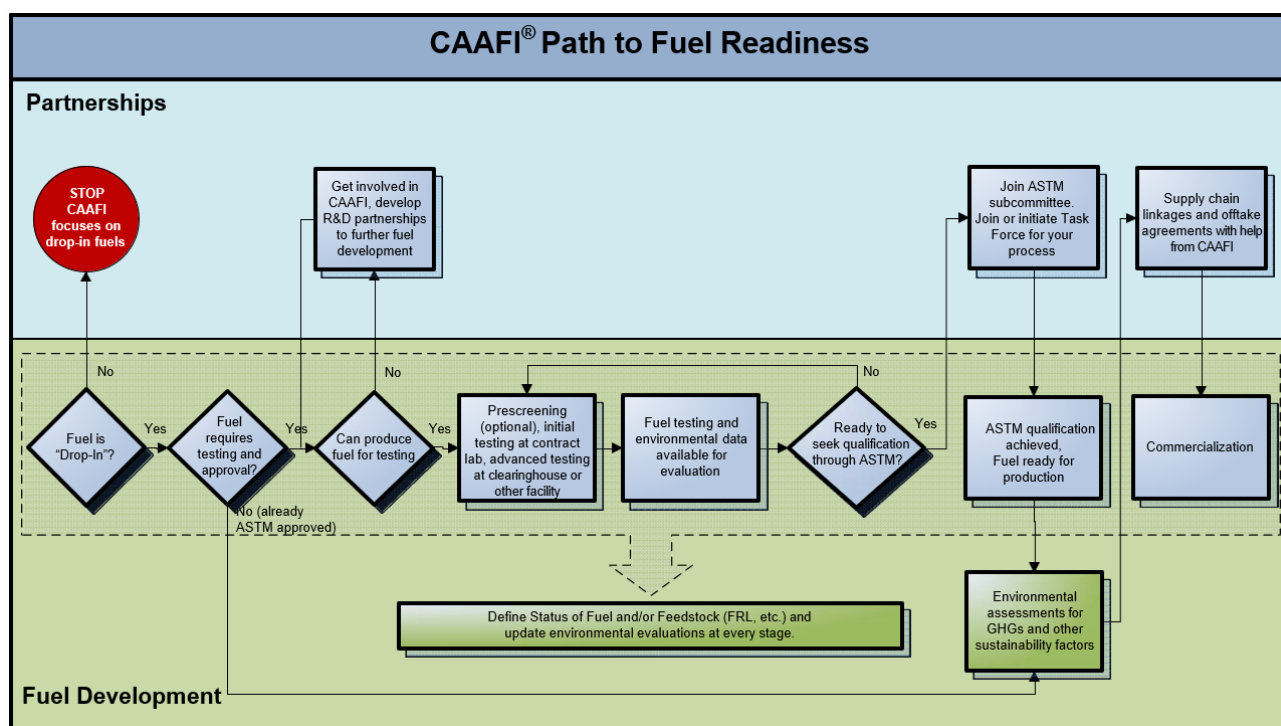 CAAFI® Path to Fuel Readiness
Partnerships
STOP
CAAFI
focuses on
drop-in fuels
Get involved in
CAAFI, develop
R&D partnerships
to further fuel
development
Join ASTM
subcommittee.
Join or initiate Task
Force for your
process
Supply chain
linkages and offtake
agreements with help
from CAAFI
No
No
No
Fuel is
“Drop-In”?
Yes
Fuel
requires
testing and
approval?
Yes
Can produce
fuel for testing
Yes
Prescreening
(optional), initial
testing at contract
lab, advanced testing
at clearinghouse or
other facility
Fuel testing and
environmental data
available for
evaluation
Ready to
seek qualification
through ASTM?
Yes
ASTM qualification
achieved,
Fuel ready for
production
Commercialization
No (already
ASTM approved)
Define Status of Fuel and/or Feedstock (FRL, etc.) and
update environmental evaluations at every stage.
Environmental
assessments for
GHGs and other
sustainability factors
Fuel Development